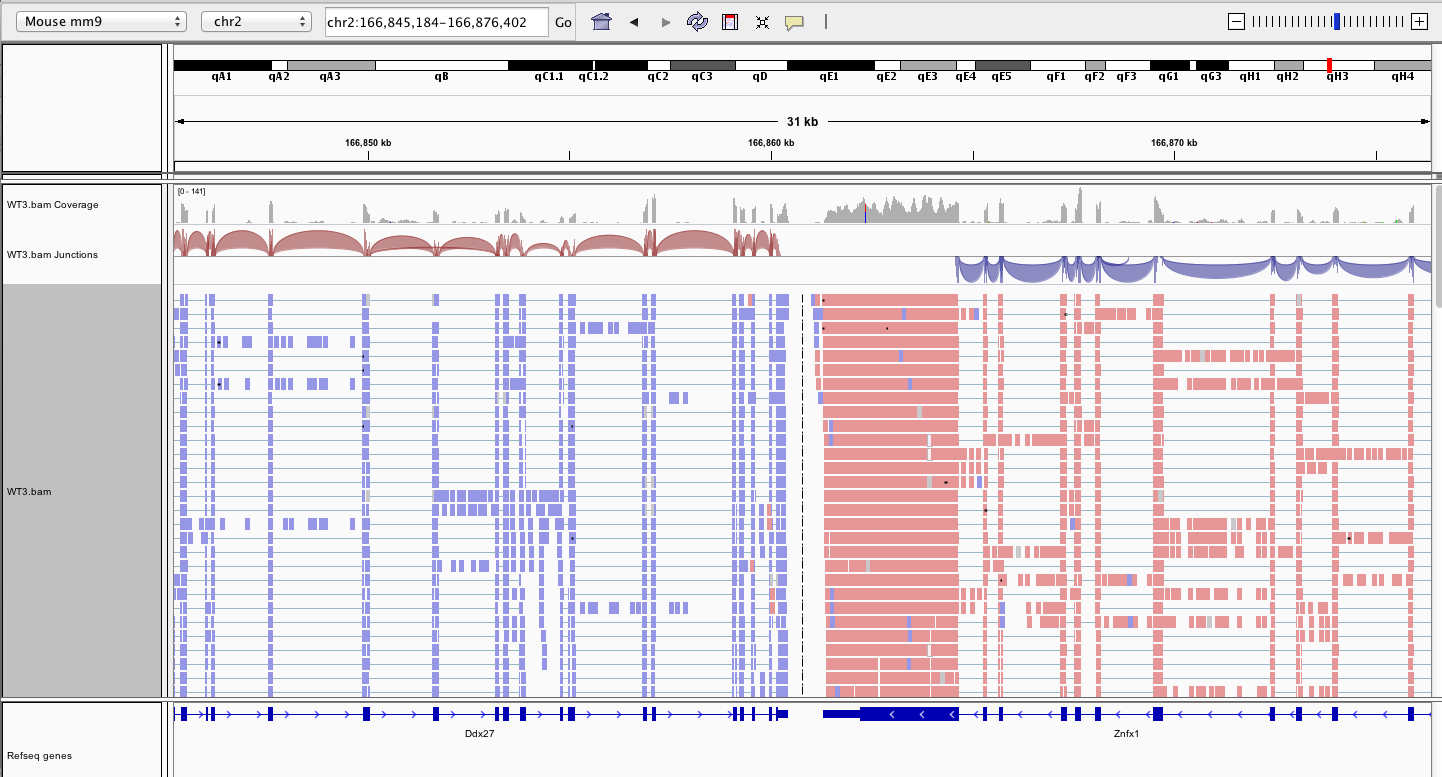 Mouse mm9 chr2 chr2:166,845,184-166,876,402 Go
qA1 qA2 qA3 qB qC1.1 qC1.2 qC2 qC3 qD qE1 qE2 qE3 qE4 qE5 qF1 qF2 qF3 qG1 qG3 qH1 qH2 qH3 qH4
31 kb
166,850 kb 166,860 kb 166,870 kb
[0 - 141]
WT3.bam Coverage
WT3.bam Junctions
WT3.bam
Ddx27 Znfx1
Refseq genes